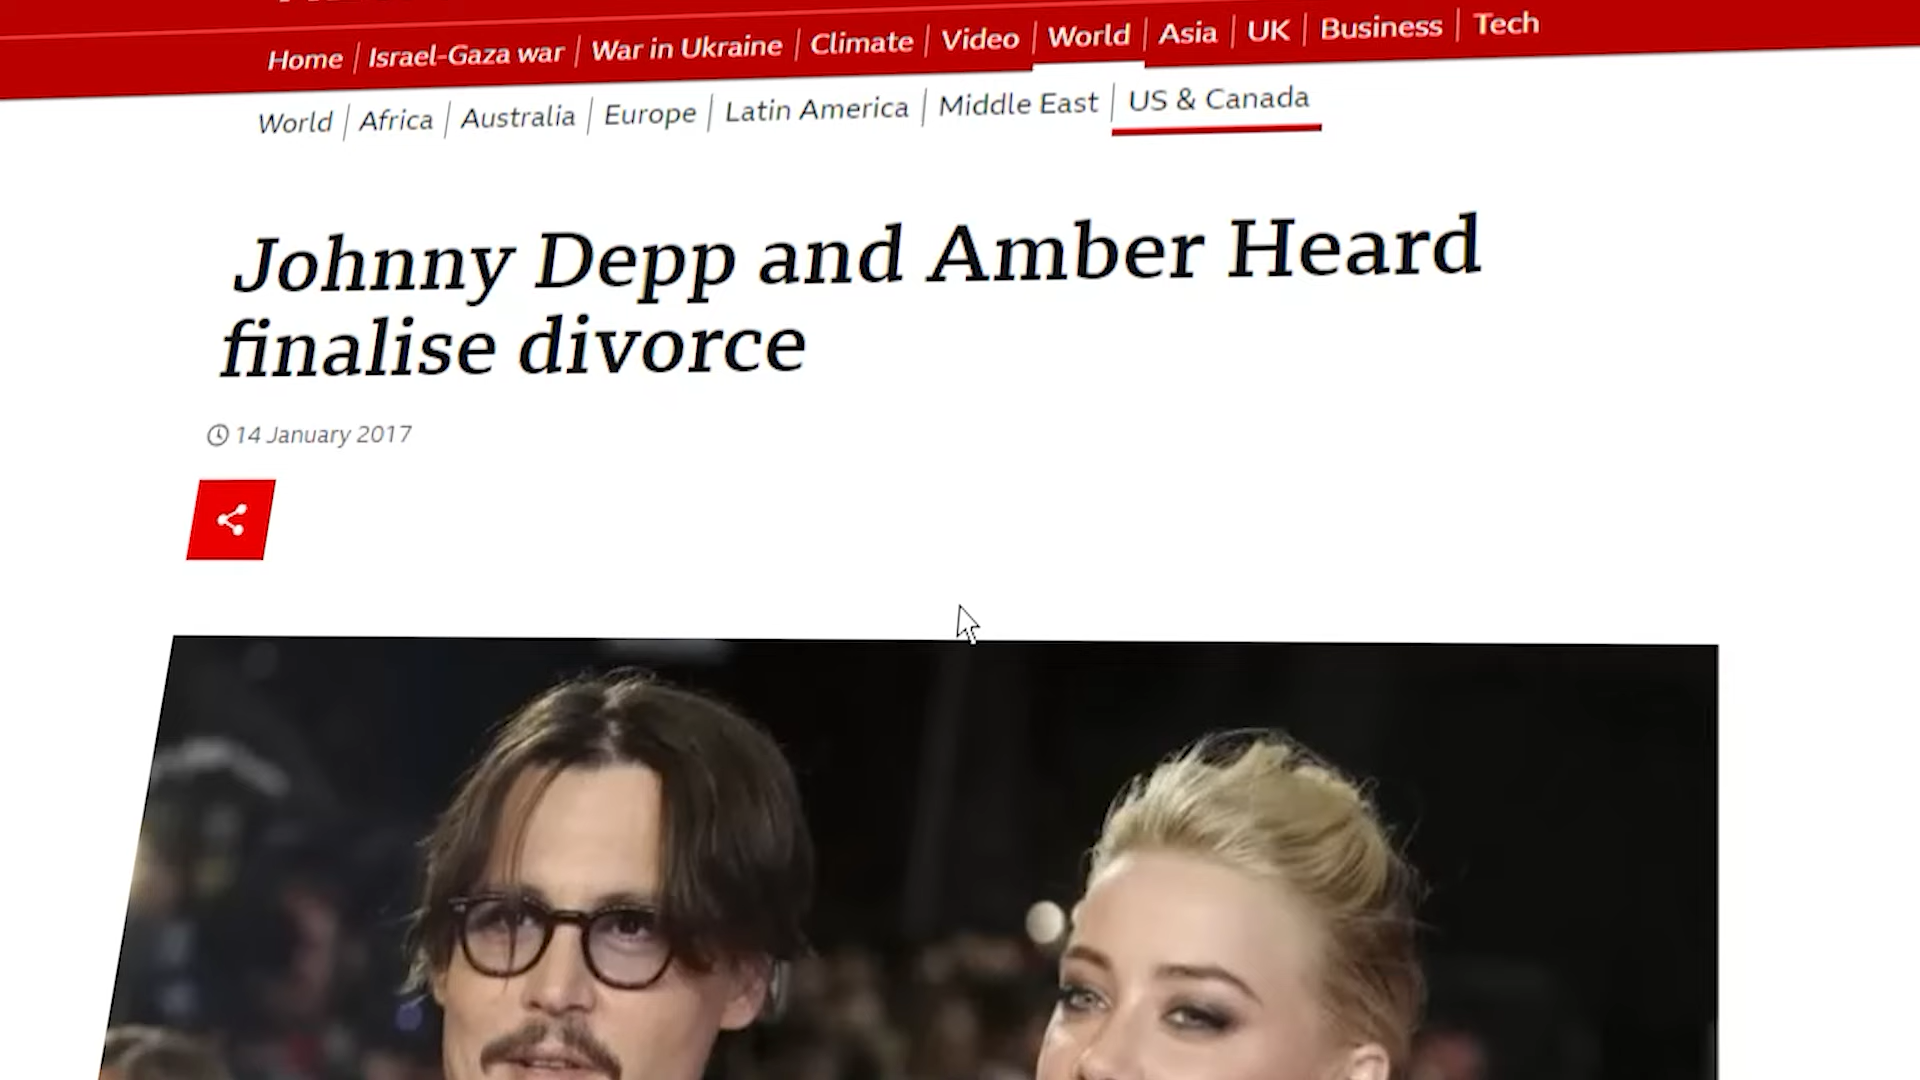 Home Israel-Gaza war War in Ukraine Climate Video World Asia UK Business Tech
World Africa Australia Europe Latin America Middle East US & Canada
Johnny Depp and Amber Heard
finalise divorce
14 January 2017